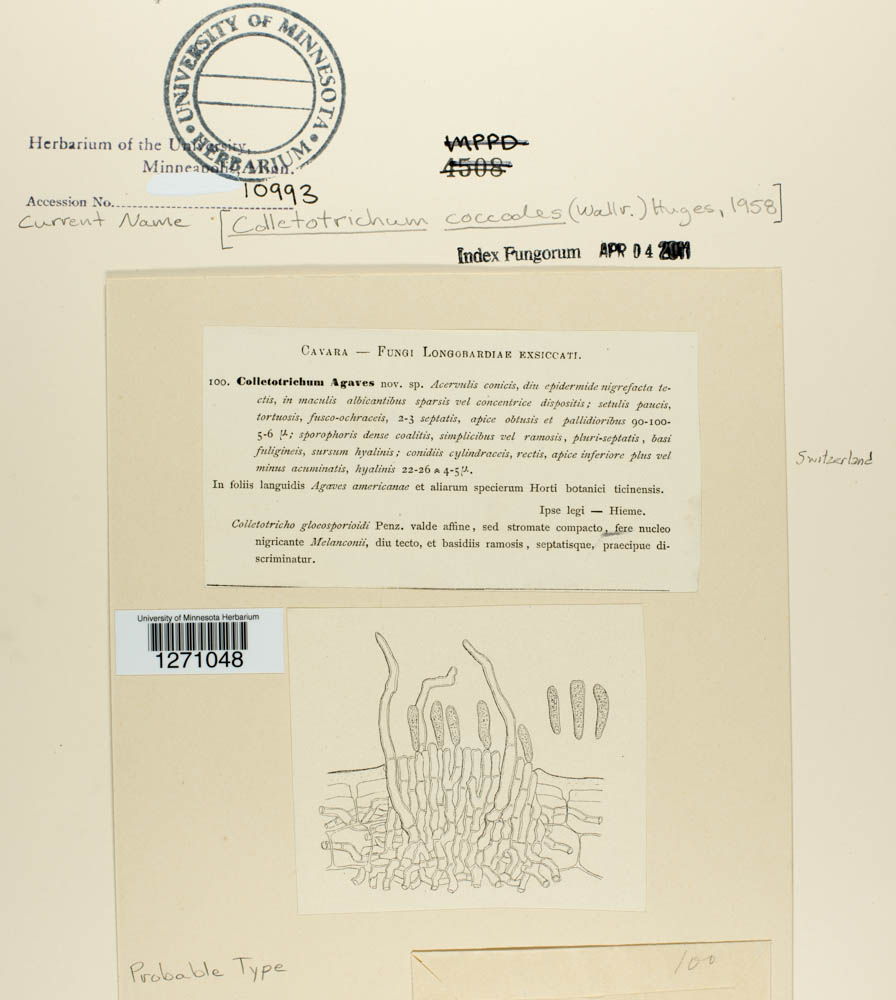 UNIVERSITY OF MINNESOTA
• HERBARIUM •
Herbarium of the University,
Minneapolis, Minn.
MPPD
4508
Accession No. 10993
Current Name [Colletotrichum coccodes (Wallr.) Huges, 1958]
Index Fungorum APR 04 2011
CAVARA — FUNGI LONGOBARDIAE EXSICCATI.
100. Colletotrichum Agaves nov. sp. Acervulis conicis, diu epidermide nigrefacta te-
ctis, in maculis albicantibus sparsis vel concentrice dispositis; setulis paucis,
tortuosis, fusco-ochraceis, 2-3 septatis, apice obtusis et pallidioribus 90-100-
5-6 μ; sporophoris dense coalitis, simplicibus vel ramosis, pluri-septatis, basi
fuligineis, sursum hyalinis; conidiis cylindraceis, rectis, apice inferiore plus vel
minus acuminatis, hyalinis 22-26 ≈ 4-5μ.
In foliis languidis Agaves americanae et aliarum specierum Horti botanici ticinensis.
Ipse legi — Hieme.
Colletotricho gloeosporioidi Penz. valde affine, sed stromate compacto, fere nucleo
nigricante Melanconii, diu tecto, et basidiis ramosis, septatisque, praecipue di-
scriminatur.
Switzerland
University of Minnesota Herbarium
1271048
Probable Type
100